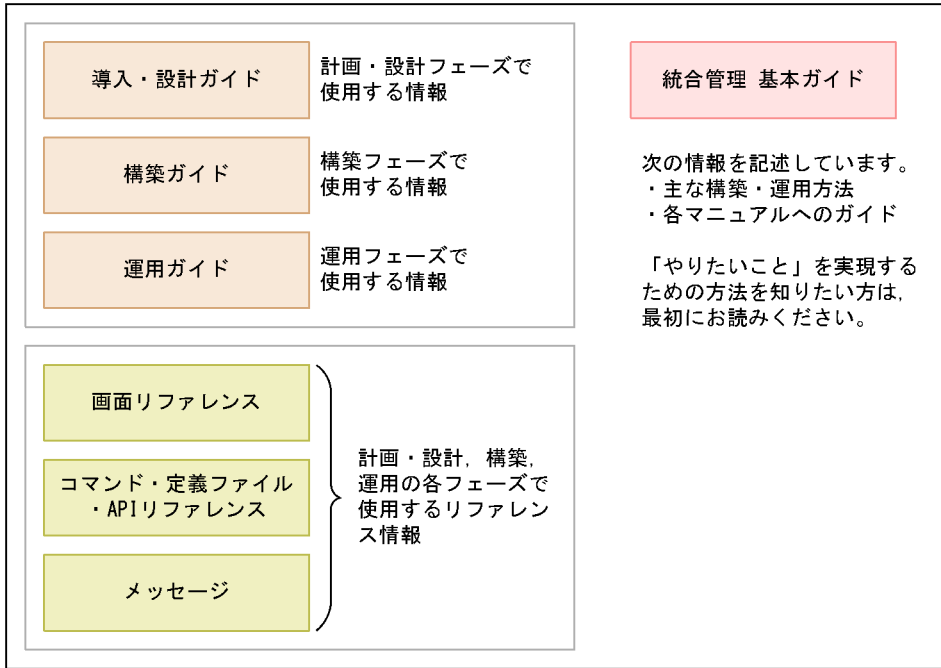 導入・設計ガイド
計画・設計フェーズで
使用する情報
構築ガイド
構築フェーズで
使用する情報
運用ガイド
運用フェーズで
使用する情報
画面リファレンス
コマンド・定義ファイル
・APIリファレンス
メッセージ
計画・設計，構築，
運用の各フェーズで
使用するリファレン
ス情報
統合管理 基本ガイド
次の情報を記述しています。
・主な構築・運用方法
・各マニュアルへのガイド
「やりたいこと」を実現する
ための方法を知りたい方は，
最初にお読みください。